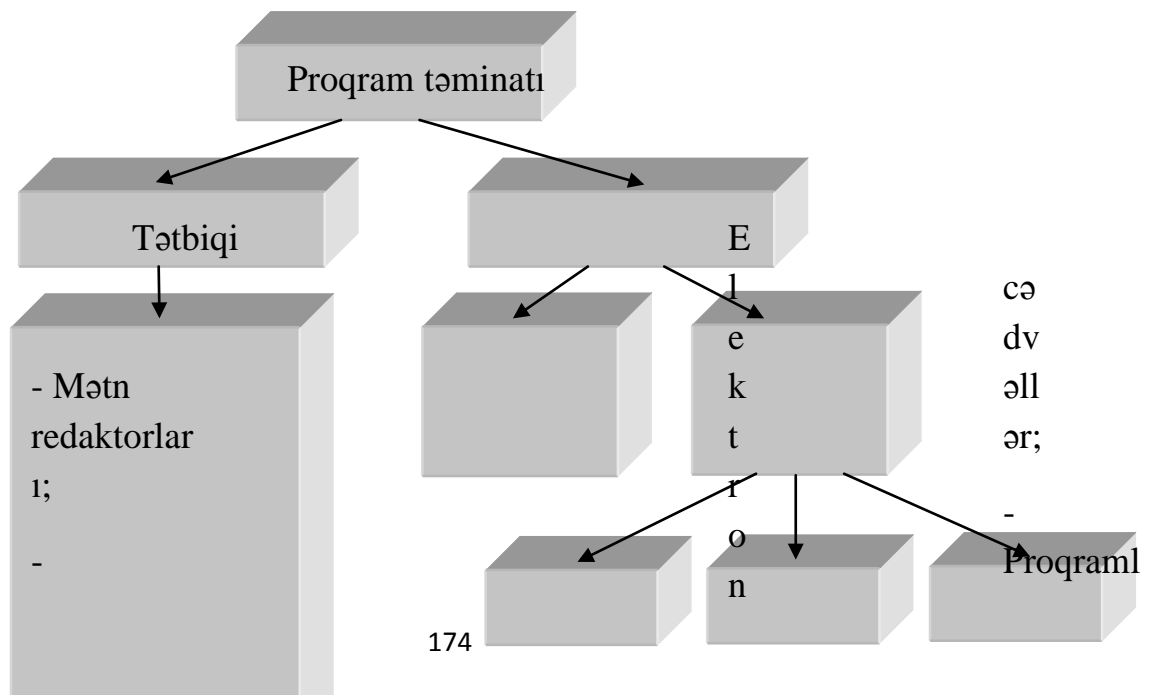 Proqram təminatı
Tətbiqi
- Mətn
redaktorlar
ı;
-
E
l
e
k
t
r
o
n
cə
dv
əll
ər;
-
Proqraml
174